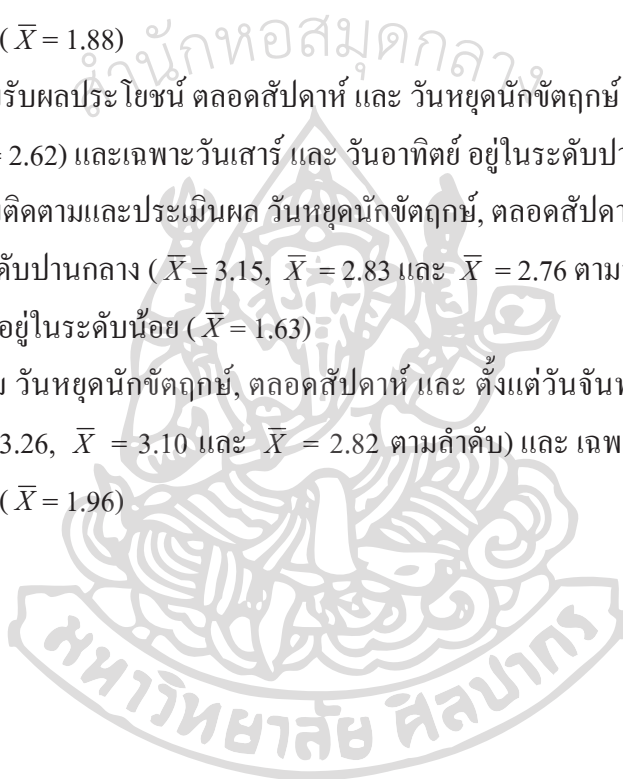 ( X̄ = 1.88)
สำนักหอสมุดกลาง
รับผลประโยชน์ ตลอดสัปดาห์ และ วันหยุดนักขัตฤกษ์
= 2.62) และเฉพาะวันเสาร์ และ วันอาทิตย์ อยู่ในระดับปา
ติดตามและประเมินผล วันหยุดนักขัตฤกษ์, ตลอดสัปดา
ดับปานกลาง ( X̄ = 3.15, X̄ = 2.83 และ X̄ = 2.76 ตาม
อยู่ในระดับน้อย ( X̄ = 1.63)
วันหยุดนักขัตฤกษ์, ตลอดสัปดาห์ และ ตั้งแต่วันจันท
3.26, X̄ = 3.10 และ X̄ = 2.82 ตามลำดับ) และ เฉพ
( X̄ = 1.96)
มหาวิทยาลัย ศิลปากร